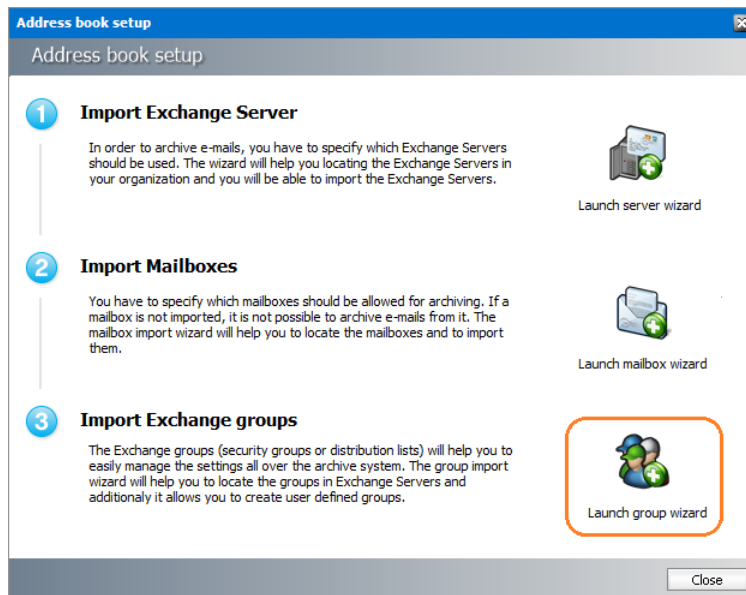 Address book setup
Address book setup
1
Import Exchange Server
In order to archive e-mails, you have to specify which Exchange Servers
should be used. The wizard will help you locating the Exchange Servers in
your organization and you will be able to import the Exchange Servers.
Launch server wizard
2
Import Mailboxes
You have to specify which mailboxes should be allowed for archiving. If a
mailbox is not imported, it is not possible to archive e-mails from it. The
mailbox import wizard will help you to locate the mailboxes and to import
them.
Launch mailbox wizard
3
Import Exchange groups
The Exchange groups (security groups or distribution lists) will help you to
easily manage the settings all over the archive system. The group import
wizard will help you to locate the groups in Exchange Servers and
additionaly it allows you to create user defined groups.
Launch group wizard
Close